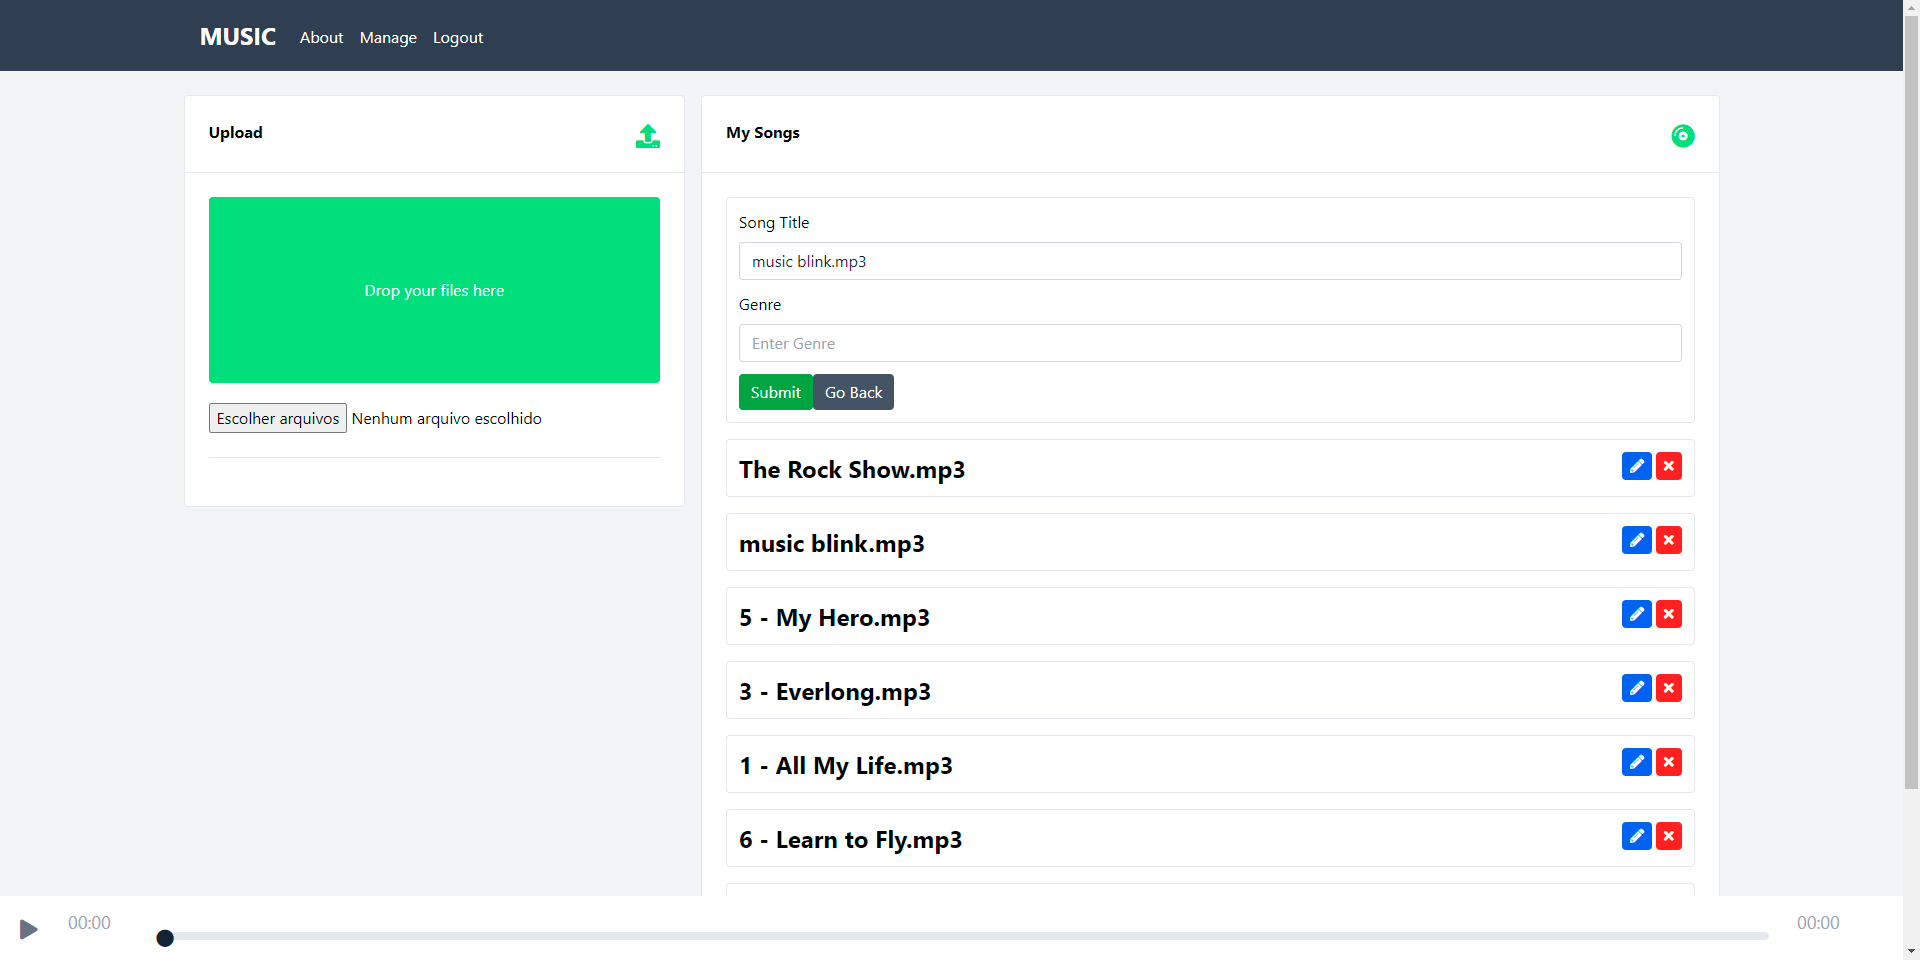 MUSIC About Manage Logout
Upload
Drop your files here
Escolher arquivos Nenhum arquivo escolhido
My Songs
Song Title
music blink.mp3
Genre
Enter Genre
Submit Go Back
The Rock Show.mp3
music blink.mp3
5 - My Hero.mp3
3 - Everlong.mp3
1 - All My Life.mp3
6 - Learn to Fly.mp3
00:00 00:00